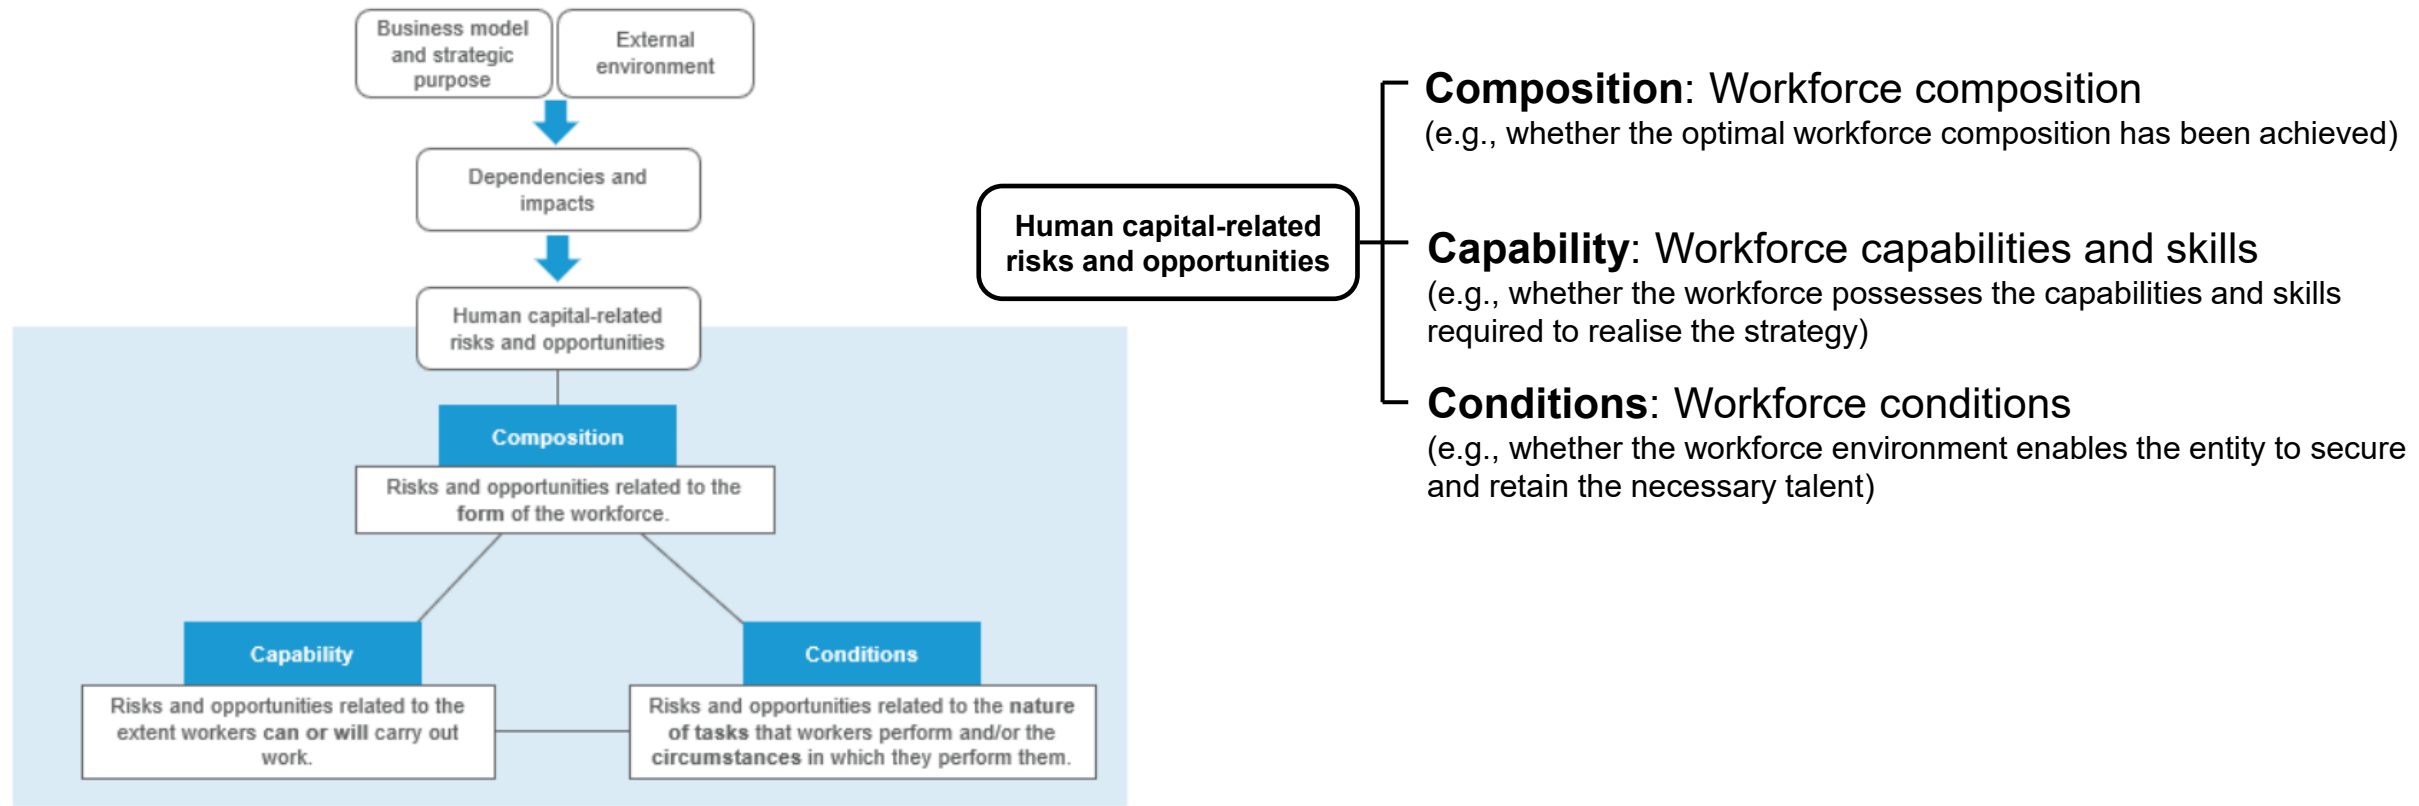 Business model
and strategic
purpose
External
environment
Dependencies and
impacts
Human capital-related
risks and opportunities
Composition
Risks and opportunities related to the
form of the workforce.
Capability
Risks and opportunities related to the
extent workers can or will carry out
work.
Conditions
Risks and opportunities related to the nature
of tasks that workers perform and/or the
circumstances in which they perform them.
Human capital-related
risks and opportunities
Composition: Workforce composition
(e.g., whether the optimal workforce composition has been achieved)
Capability: Workforce capabilities and skills
(e.g., whether the workforce possesses the capabilities and skills
required to realise the strategy)
Conditions: Workforce conditions
(e.g., whether the workforce environment enables the entity to secure
and retain the necessary talent)